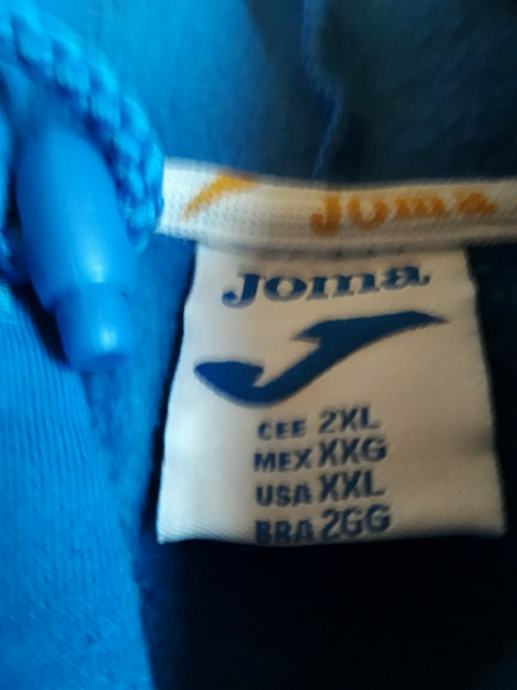 Joma
Joma
CEE 2XL
MEX XXG
USA XXL
BRA 2GG